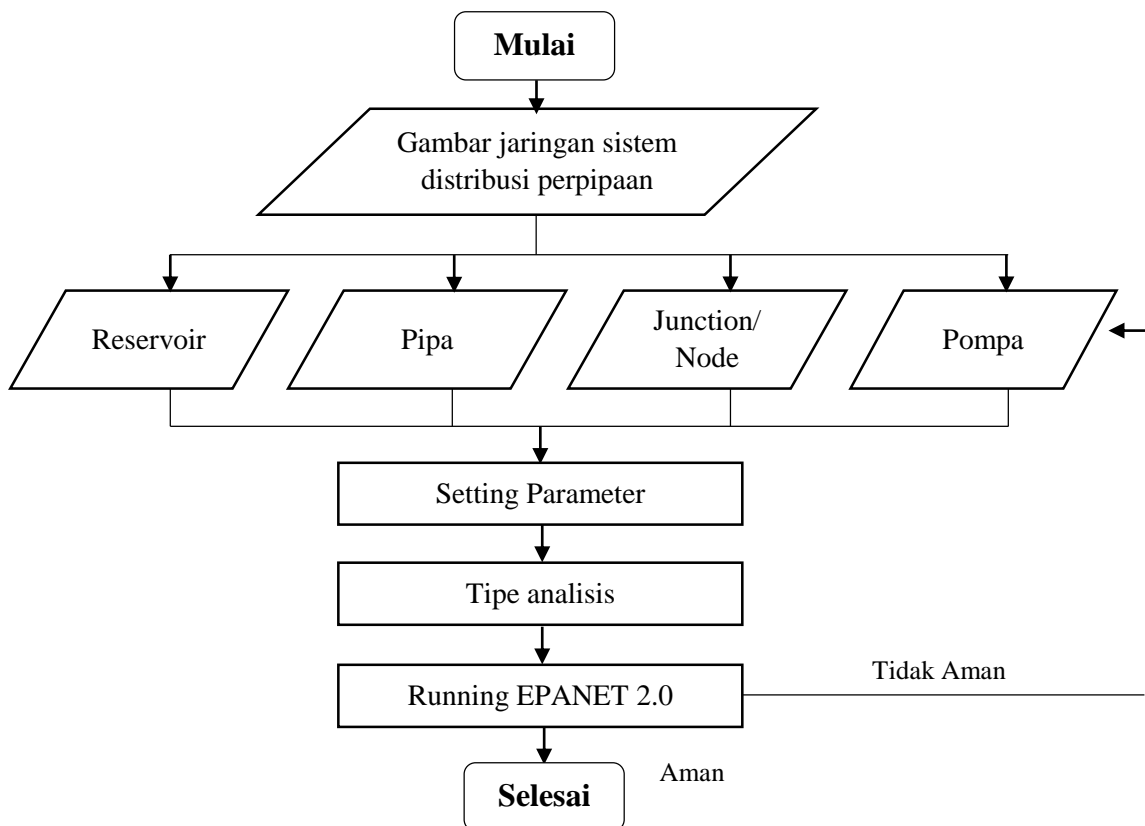 Mulai
Gambar jaringan sistem
distribusi perpipaan
Reservoir
Pipa
Junction/
Node
Pompa
Setting Parameter
Tipe analisis
Running EPANET 2.0
Tidak Aman
Aman
Selesai